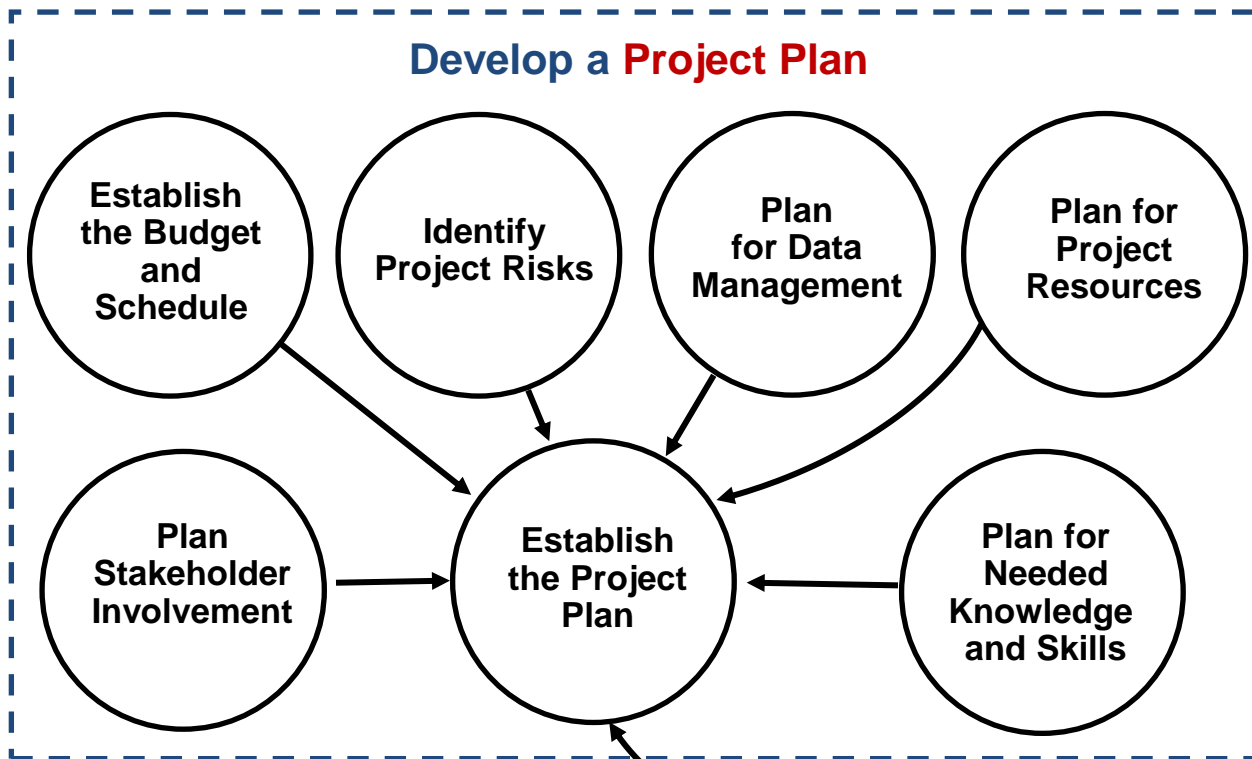 Develop a Project Plan
Establish
the Budget
and
Schedule
Identify
Project Risks
Plan
for Data
Management
Plan for
Project
Resources
Plan
Stakeholder
Involvement
Establish
the Project
Plan
Plan for
Needed
Knowledge
and Skills